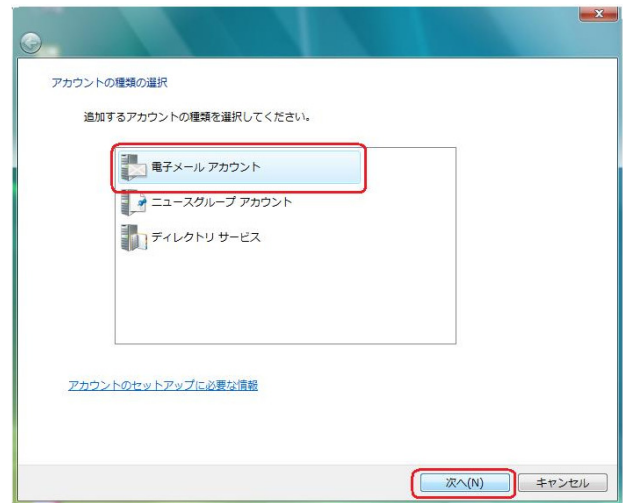 アカウントの種類の選択
追加するアカウントの種類を選択してください。
電子メール アカウント
ニュースグループ アカウント
ディレクトリ サービス
アカウントのセットアップに必要な情報
次へ(N) キャンセル